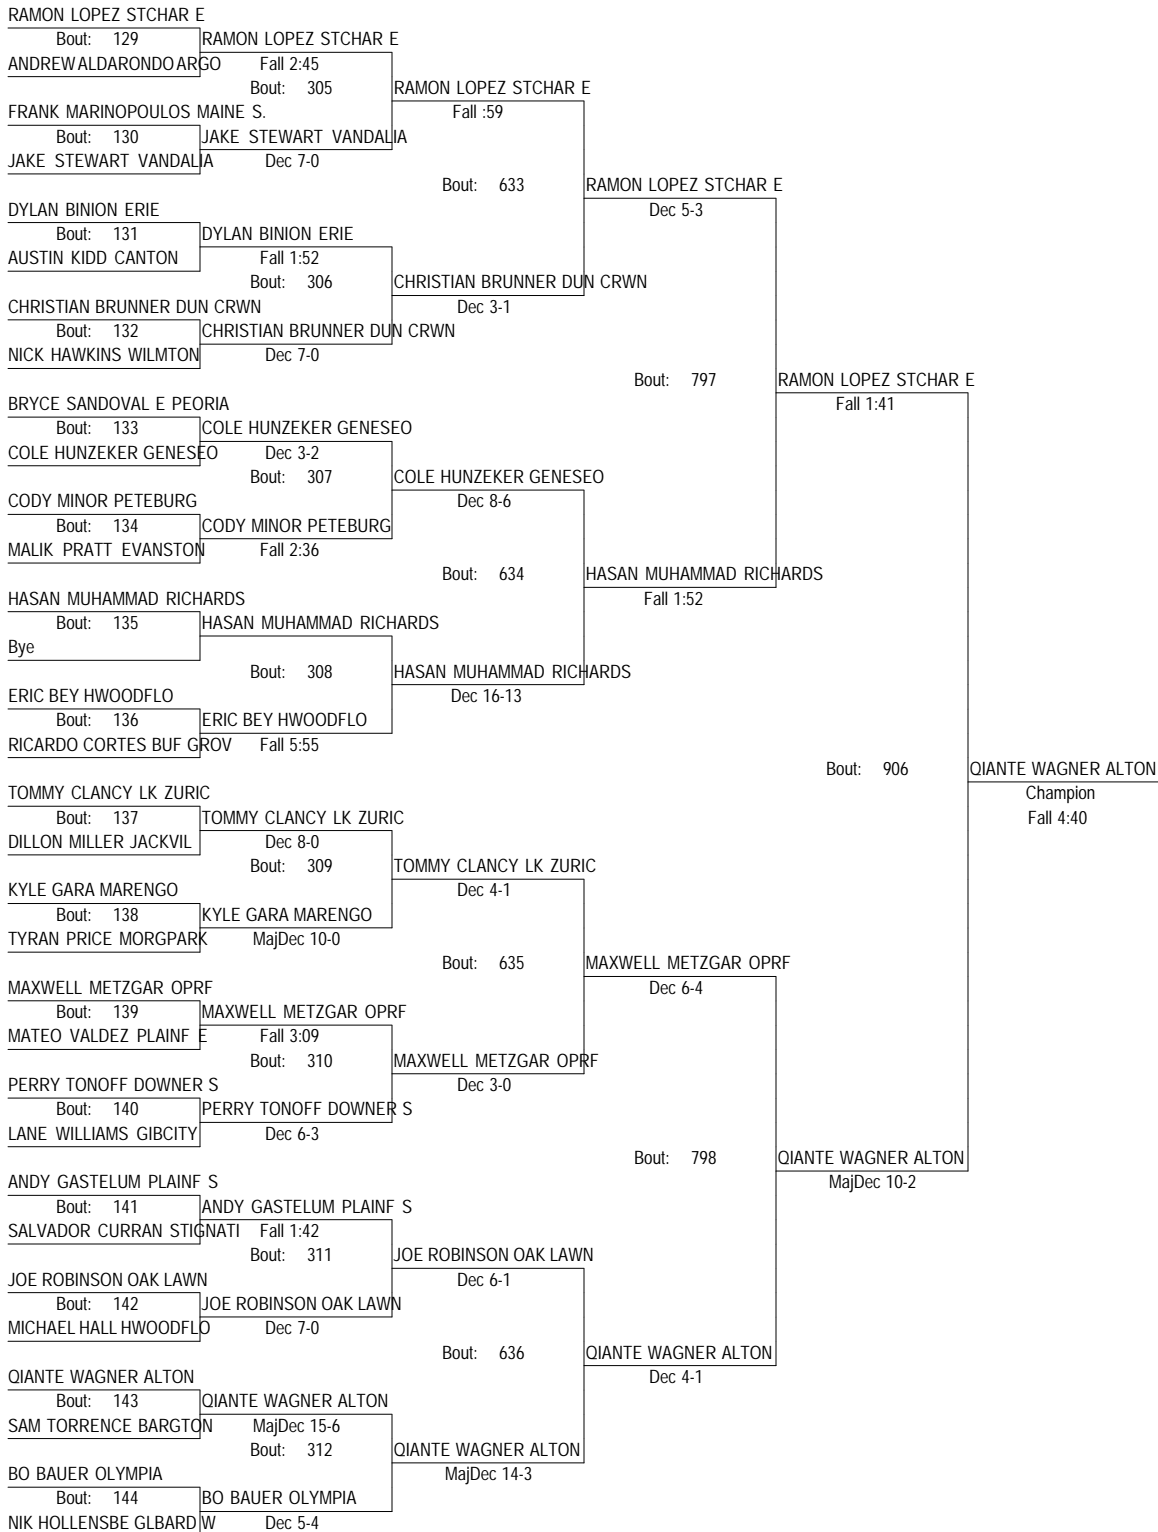 RAMON LOPEZ STCHAR E
Bout: 129 RAMON LOPEZ STCHAR E
ANDREW ALDARONDO ARGO Fall 2:45
Bout: 305 RAMON LOPEZ STCHAR E
FRANK MARINOPOULOS MAINE S. Fall :59
Bout: 130 JAKE STEWART VANDALIA
JAKE STEWART VANDALIA Dec 7-0
Bout: 633 RAMON LOPEZ STCHAR E
DYLAN BINION ERIE Dec 5-3
Bout: 131 DYLAN BINION ERIE
AUSTIN KIDD CANTON Fall 1:52
Bout: 306 CHRISTIAN BRUNNER DUN CRWN
CHRISTIAN BRUNNER DUN CRWN Dec 3-1
Bout: 132 CHRISTIAN BRUNNER DUN CRWN
NICK HAWKINS WILMTON Dec 7-0
Bout: 797 RAMON LOPEZ STCHAR E
BRYCE SANDOVAL E PEORIA Fall 1:41
Bout: 133 COLE HUNZEKER GENESEO
COLE HUNZEKER GENESEO Dec 3-2
Bout: 307 COLE HUNZEKER GENESEO
CODY MINOR PETEBURG Dec 8-6
Bout: 134 CODY MINOR PETEBURG
MALIK PRATT EVANSTON Fall 2:36
Bout: 634 HASAN MUHAMMAD RICHARDS
HASAN MUHAMMAD RICHARDS Fall 1:52
Bout: 135 HASAN MUHAMMAD RICHARDS
Bye
Bout: 308 HASAN MUHAMMAD RICHARDS
ERIC BEY HWOODFLO Dec 16-13
Bout: 136 ERIC BEY HWOODFLO
RICARDO CORTES BUF GROV Fall 5:55
Bout: 906 QIANTE WAGNER ALTON
TOMMY CLANCY LK ZURIC Champion
Bout: 137 TOMMY CLANCY LK ZURIC Fall 4:40
DILLON MILLER JACKVIL Dec 8-0
Bout: 309 TOMMY CLANCY LK ZURIC
KYLE GARA MARENGO Dec 4-1
Bout: 138 KYLE GARA MARENGO
TYRAN PRICE MORGPARK MajDec 10-0
Bout: 635 MAXWELL METZGAR OPRF
MAXWELL METZGAR OPRF Dec 6-4
Bout: 139 MAXWELL METZGAR OPRF
MATEO VALDEZ PLAINF E Fall 3:09
Bout: 310 MAXWELL METZGAR OPRF
PERRY TONOFF DOWNER S Dec 3-0
Bout: 140 PERRY TONOFF DOWNER S
LANE WILLIAMS GIBCITY Dec 6-3
Bout: 798 QIANTE WAGNER ALTON
ANDY GASTELUM PLAINF S MajDec 10-2
Bout: 141 ANDY GASTELUM PLAINF S
SALVADOR CURRAN STIGNATI Fall 1:42
Bout: 311 JOE ROBINSON OAK LAWN
JOE ROBINSON OAK LAWN Dec 6-1
Bout: 142 JOE ROBINSON OAK LAWN
MICHAEL HALL HWOODFLO Dec 7-0
Bout: 636 QIANTE WAGNER ALTON
QIANTE WAGNER ALTON Dec 4-1
Bout: 143 QIANTE WAGNER ALTON
SAM TORRENCE BARGTON MajDec 15-6
Bout: 312 QIANTE WAGNER ALTON
BO BAUER OLYMPIA MajDec 14-3
Bout: 144 BO BAUER OLYMPIA
NIK HOLLENSBE GLBARD W Dec 5-4